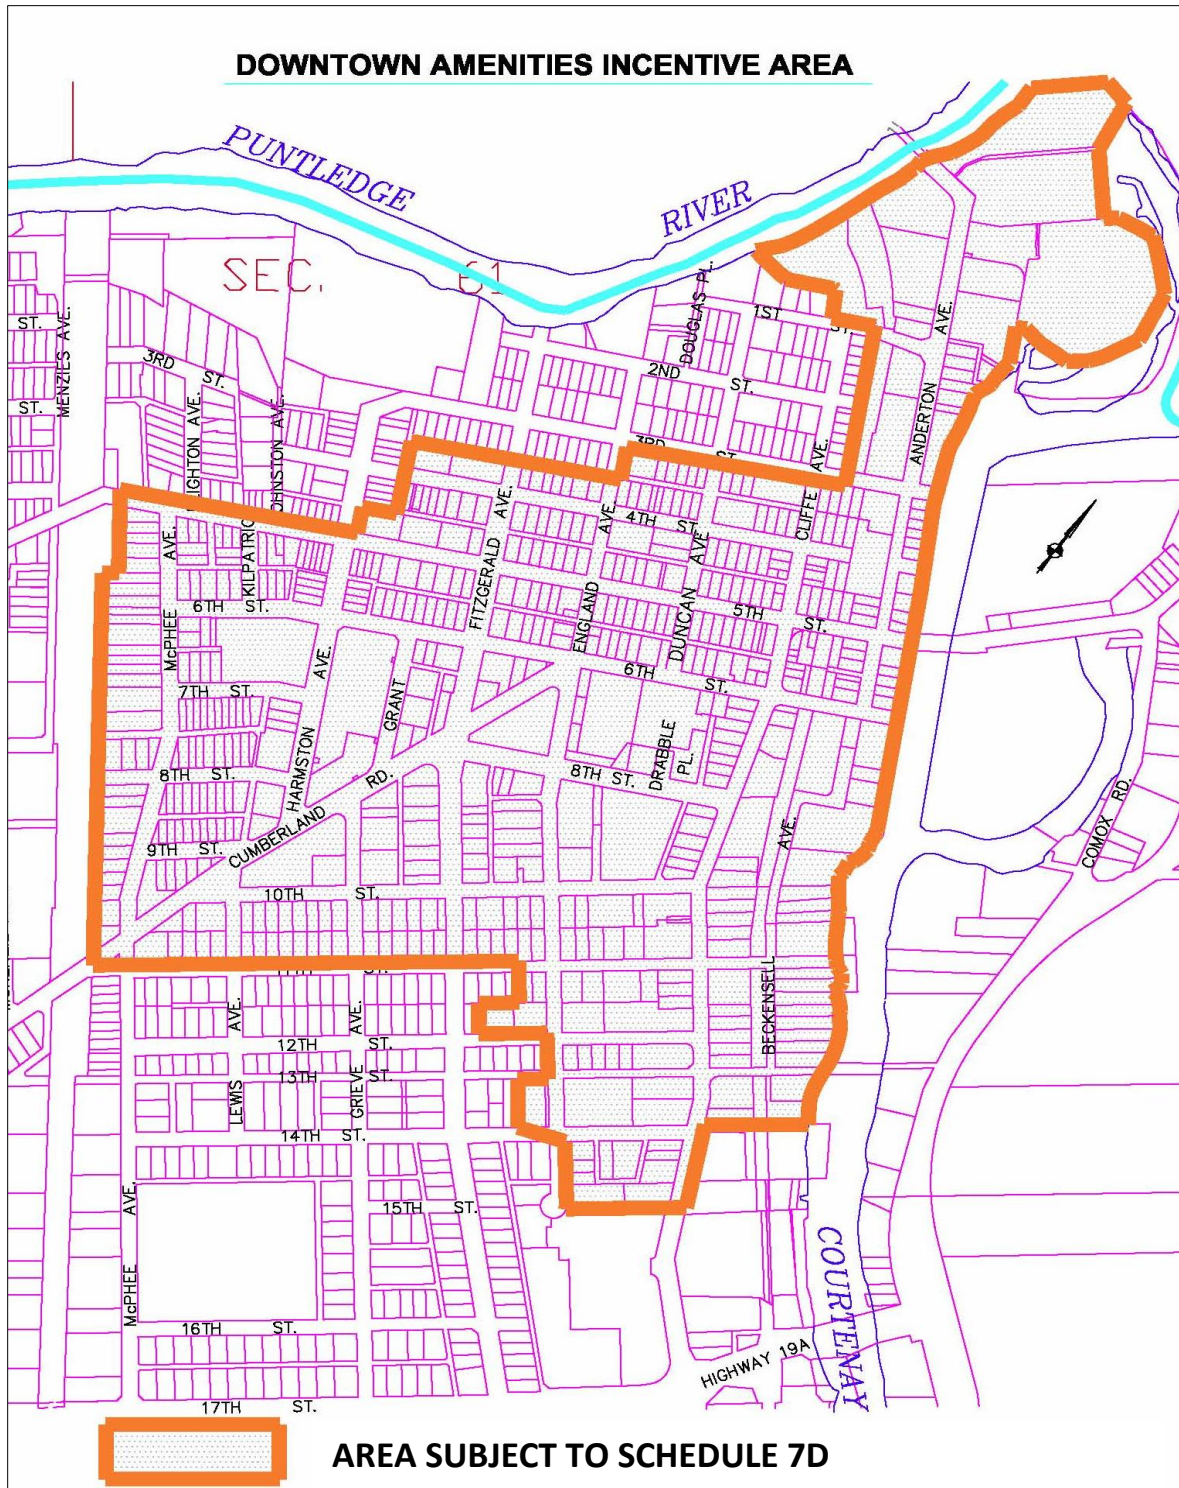 DOWNTOWN AMENITIES INCENTIVE AREA
PUNTLEDGE
RIVER
SEC.
61
ST.
MENZIES AVE.
ST.
3RD ST.
DOUGLAS PL.
1ST ST.
2ND ST.
3RD ST.
AVE.
CLIFFE
AVE.
ANDERTON
AVE.
AVE.
AVE.
4TH ST.
AVE
AVE.
McPHEE
6TH ST.
FITZGERALD
ENGLAND
DUNCAN
5TH ST.
6TH ST.
AVE.
HARMSTON
GRANT
7TH ST.
DRABBLE PL.
8TH ST.
8TH ST.
CUMBERLAND RD.
9TH ST.
AVE.
BECKENSELL
COMOX RD.
10TH ST.
ST.
AVE.
LEWIS
AVE.
GRIEVE
12TH ST.
13TH ST.
14TH ST.
15TH ST.
AVE.
McPHEE
16TH ST.
17TH ST.
HIGHWAY 19A
COURTENAY
AREA SUBJECT TO SCHEDULE 7D